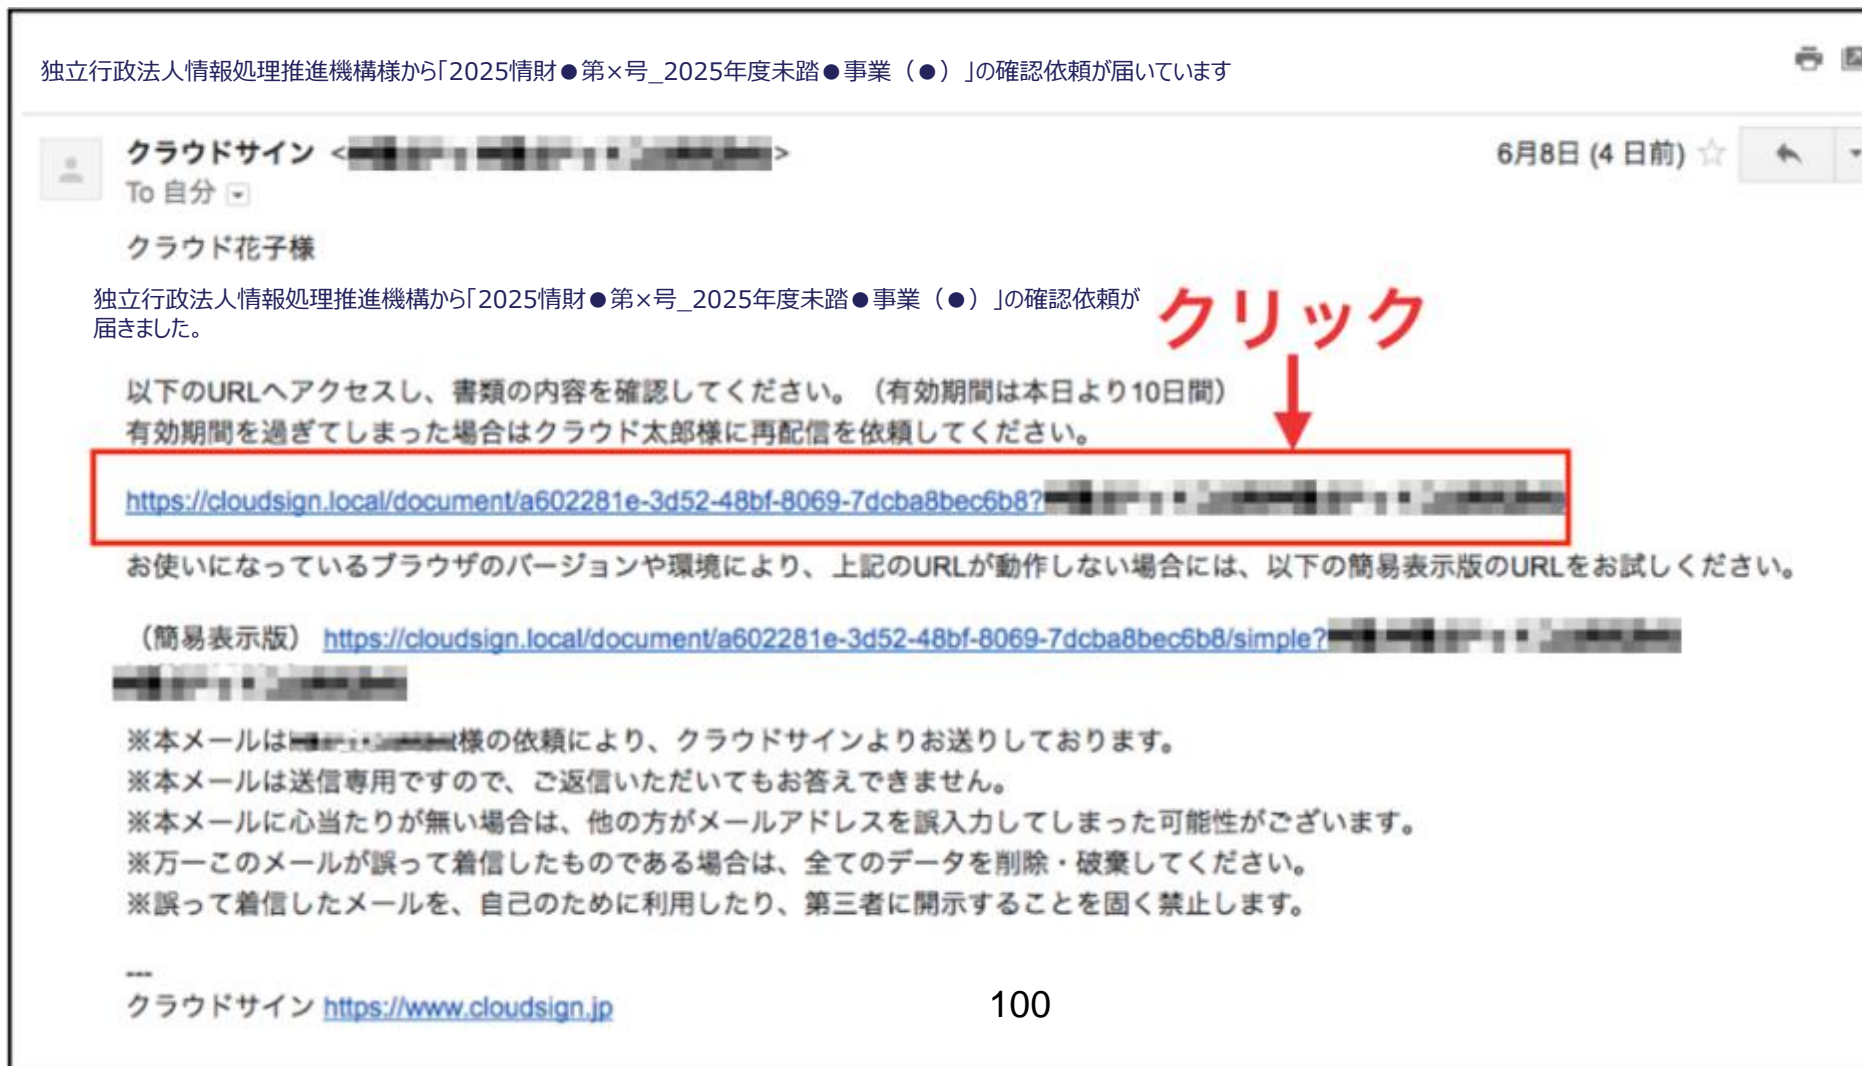 独立行政法人情報処理推進機構様から「2025情財●第×号_2025年度未踏●事業（●）」の確認依頼が届いています
クラウドサイン < >
6月8日 (4 日前)
To 自分
クラウド花子様
独立行政法人情報処理推進機構から「2025情財●第×号_2025年度未踏●事業（●）」の確認依頼が
届きました。
クリック
以下のURLへアクセスし、書類の内容を確認してください。（有効期間は本日より10日間）
有効期間を過ぎてしまった場合はクラウド太郎様に再配信を依頼してください。
https://cloudsign.local/document/a602281e-3d52-48bf-8069-7dcba8bec6b8?
お使いになっているブラウザのバージョンや環境により、上記のURLが動作しない場合には、以下の簡易表示版のURLをお試しください。
（簡易表示版） https://cloudsign.local/document/a602281e-3d52-48bf-8069-7dcba8bec6b8/simple?
※本メールは 様の依頼により、クラウドサインよりお送りしております。
※本メールは送信専用ですので、ご返信いただいてもお答えできません。
※本メールに心当たりが無い場合は、他の方がメールアドレスを誤入力してしまった可能性がございます。
※万一このメールが誤って着信したものである場合は、全てのデータを削除・破棄してください。
※誤って着信したメールを、自己のために利用したり、第三者に開示することを固く禁止します。
---
クラウドサイン https://www.cloudsign.jp
100